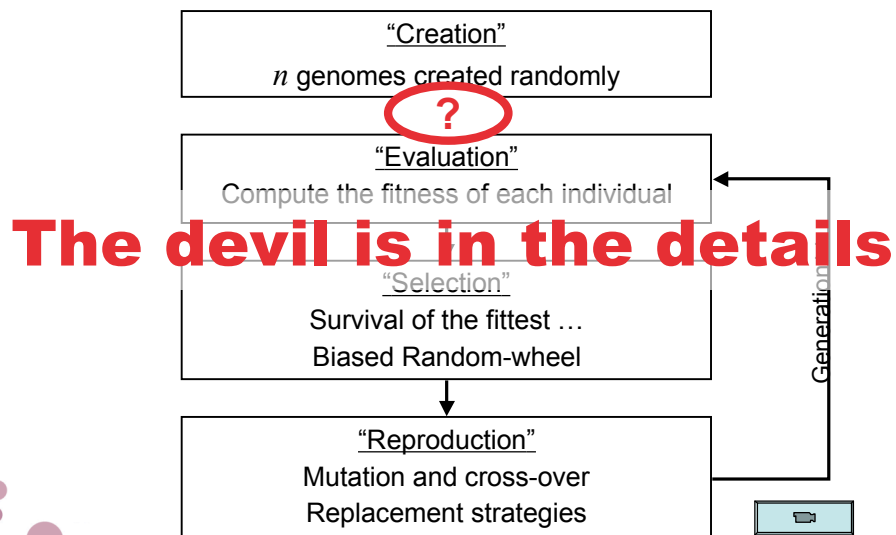 “Creation”
n genomes created randomly
?
“Evaluation”
Compute the fitness of each individual
The devil is in the details
“Selection”
Survival of the fittest …
Biased Random-wheel
Generation
“Reproduction”
Mutation and cross-over
Replacement strategies